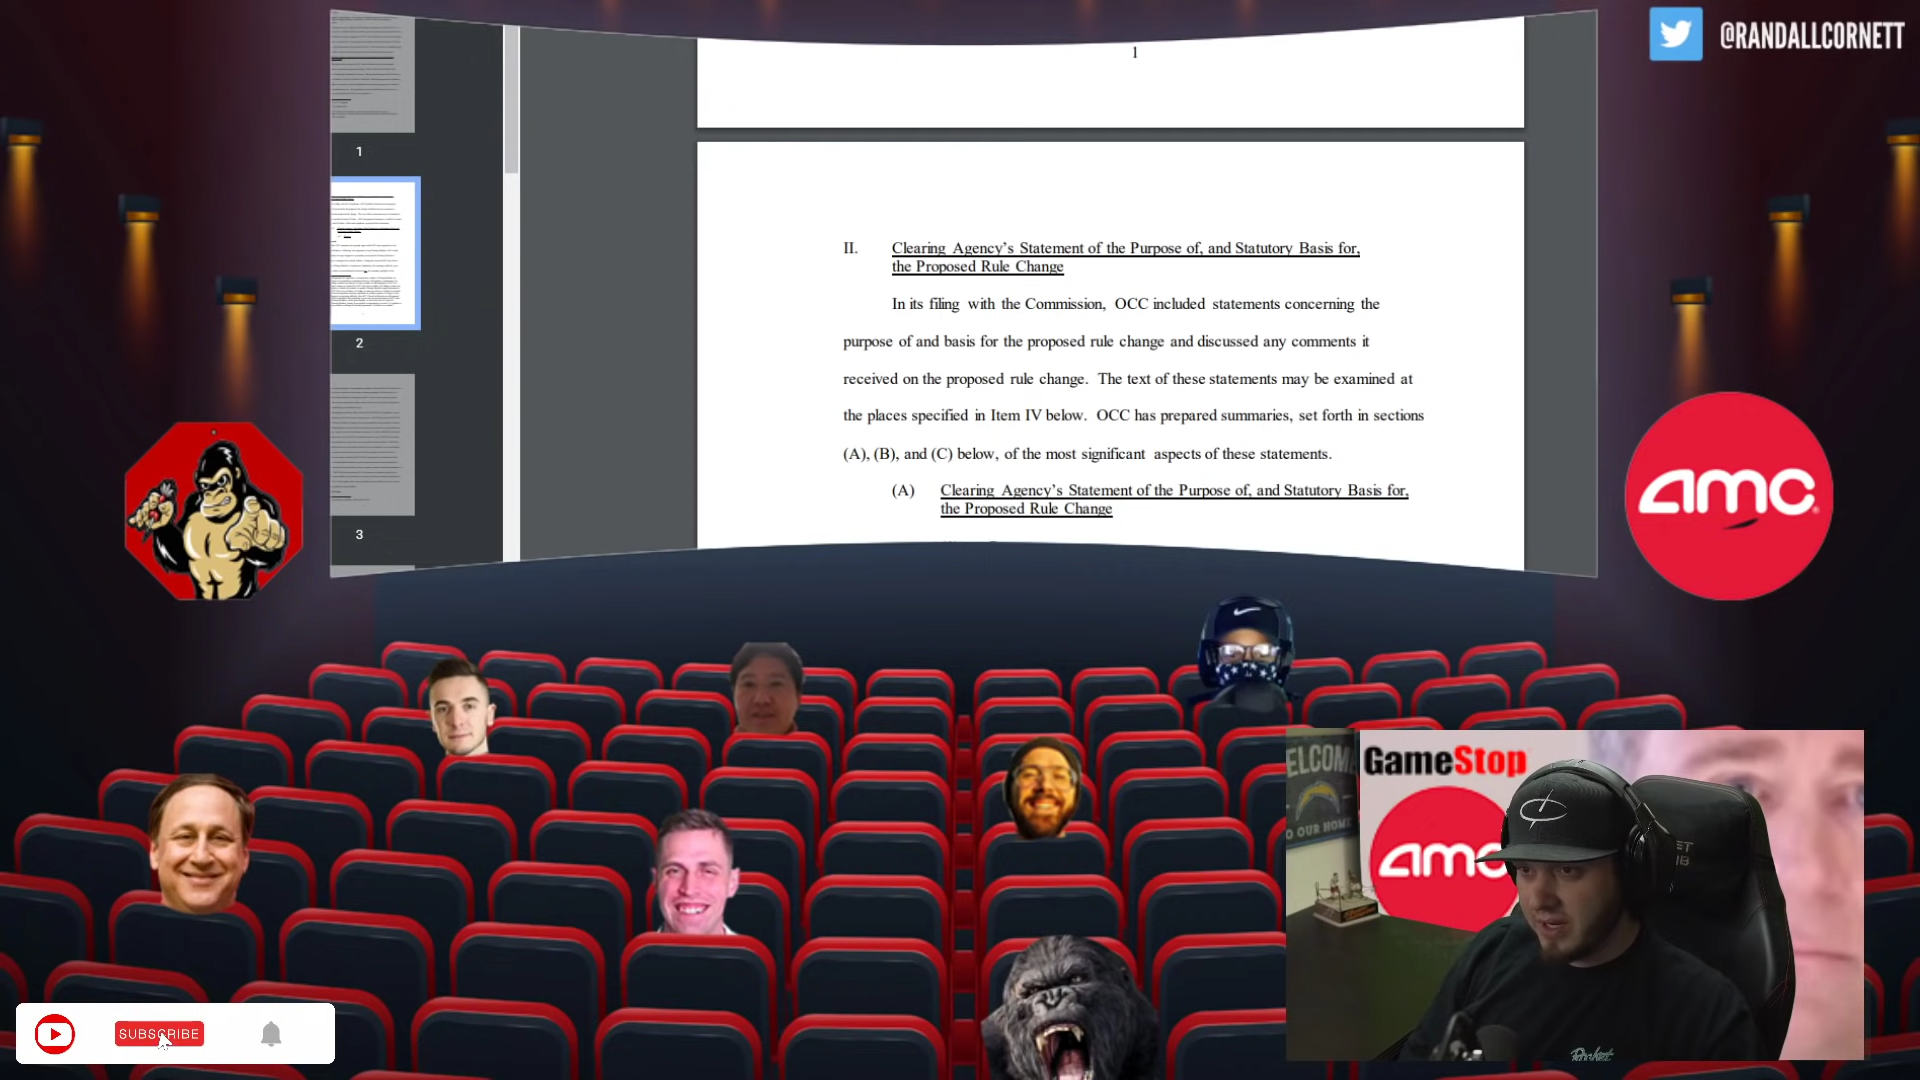 @RANDALLCORNETT
1
1
2
3
II. Clearing Agency's Statement of the Purpose of, and Statutory Basis for,
the Proposed Rule Change
In its filing with the Commission, OCC included statements concerning the
purpose of and basis for the proposed rule change and discussed any comments it
received on the proposed rule change. The text of these statements may be examined at
the places specified in Item IV below. OCC has prepared summaries, set forth in sections
(A), (B), and (C) below, of the most significant aspects of these statements.
(A) Clearing Agency's Statement of the Purpose of, and Statutory Basis for,
the Proposed Rule Change
amc
GameStop
amc
ELCOM
O OUR HOME
SUBSCRIBE